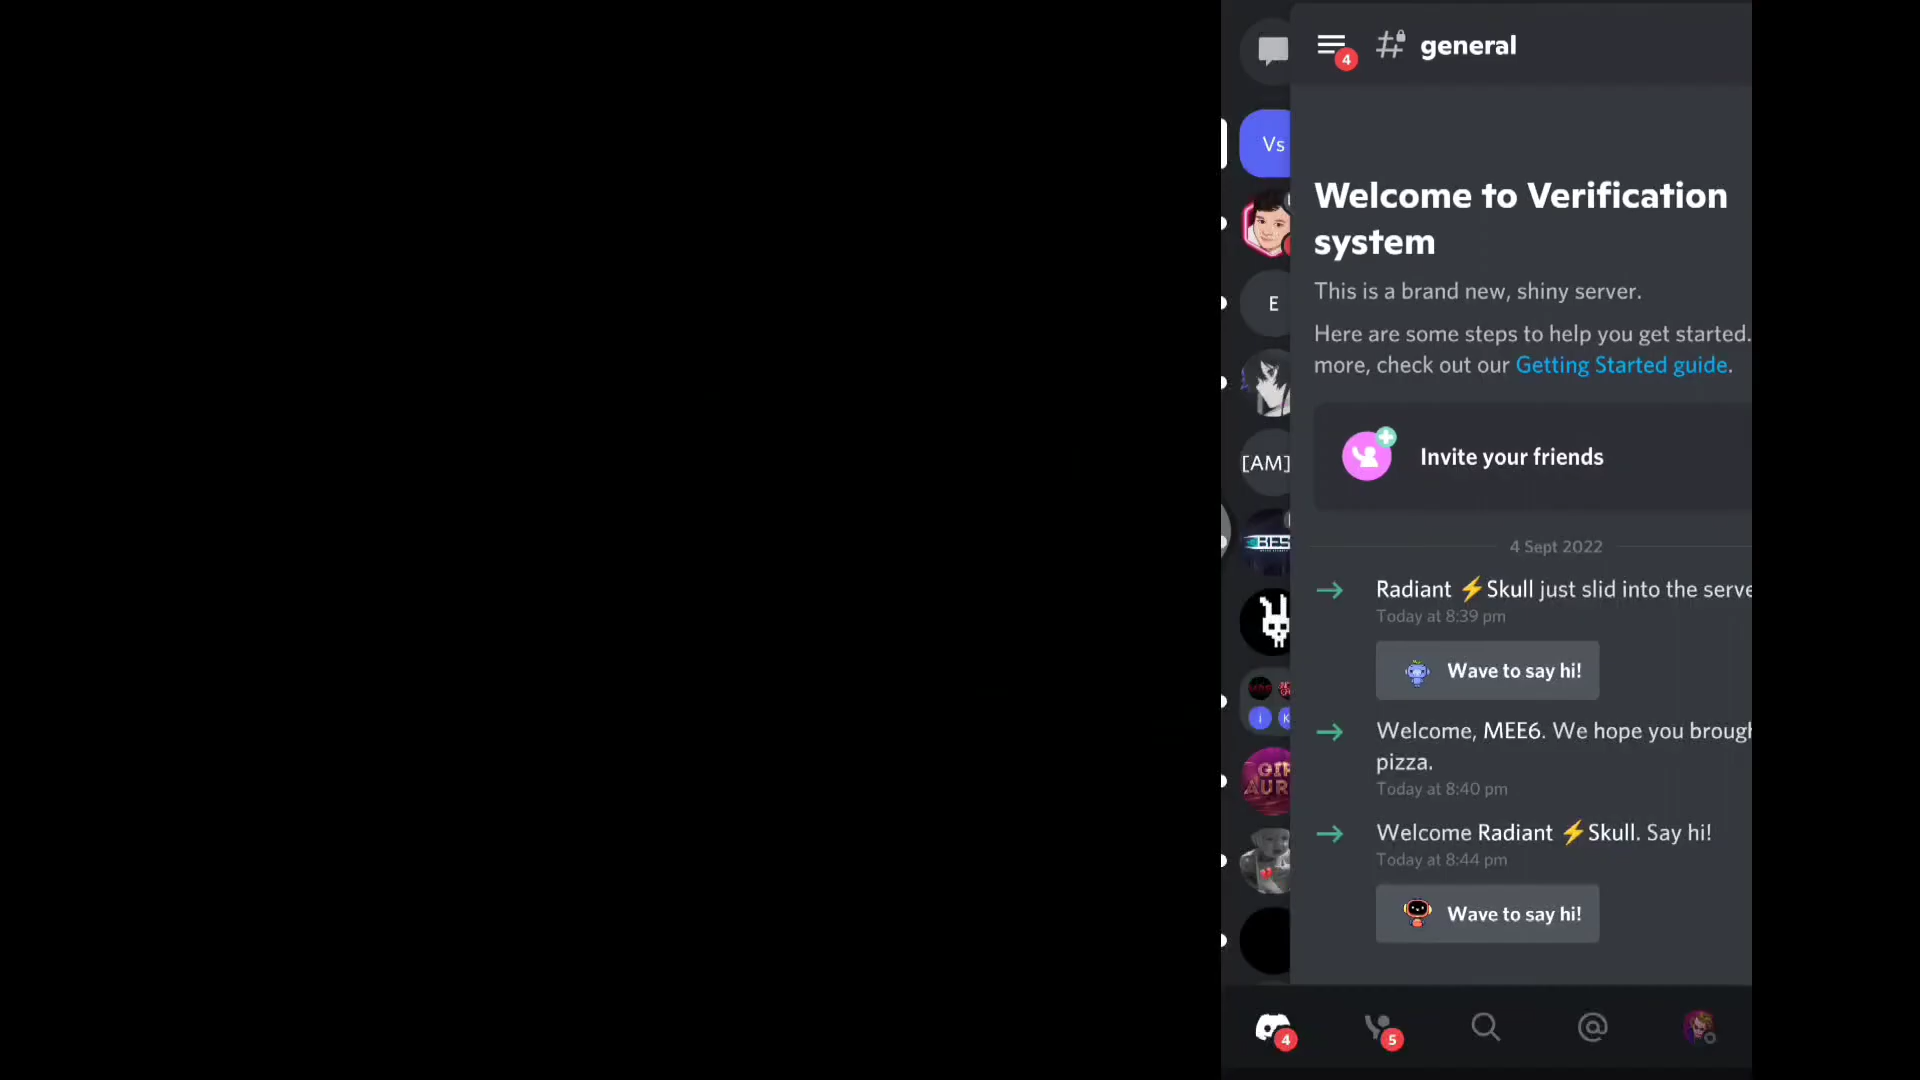 4
general
Vs
Welcome to Verification
system
This is a brand new, shiny server.
E
Here are some steps to help you get started.
more, check out our Getting Started guide.
[AM]
Invite your friends
BES
4 Sept 2022
Radiant ⚡Skull just slid into the serve
Today at 8:39 pm
Wave to say hi!
i K
Welcome, MEE6. We hope you brough
pizza.
Today at 8:40 pm
GIR
AUR
Welcome Radiant ⚡Skull. Say hi!
Today at 8:44 pm
Wave to say hi!
4
5